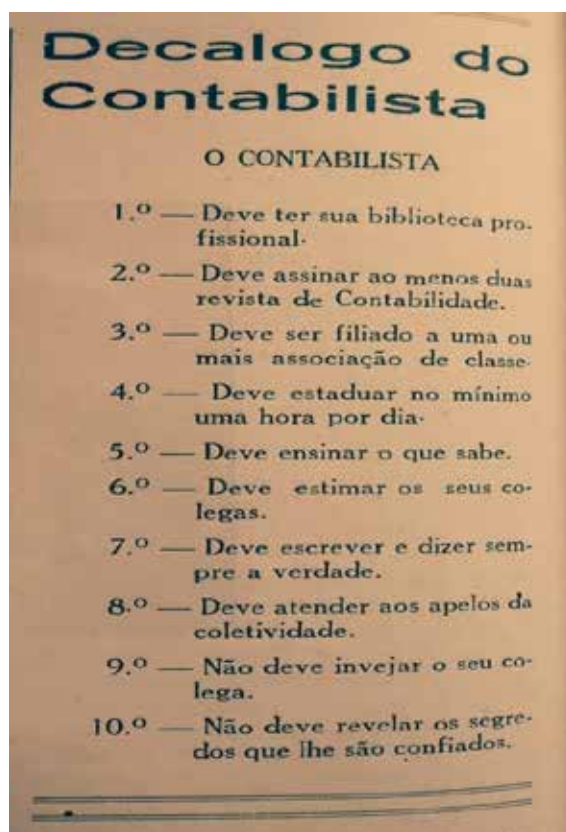 Decalogo do
Contabilista
O CONTABILISTA
1.º — Deve ter sua biblioteca pro-
fissional.
2.º — Deve assinar ao menos duas
revista de Contabilidade.
3.º — Deve ser filiado a uma ou
mais associação de classe.
4.º — Deve estaduar no mínimo
uma hora por dia.
5.º — Deve ensinar o que sabe.
6.º — Deve estimar os seus co-
legas.
7.º — Deve escrever e dizer sem-
pre a verdade.
8.º — Deve atender aos apelos da
coletividade.
9.º — Não deve invejar o seu co-
lega.
10.º — Não deve revelar os segre-
dos que lhe são confiados.